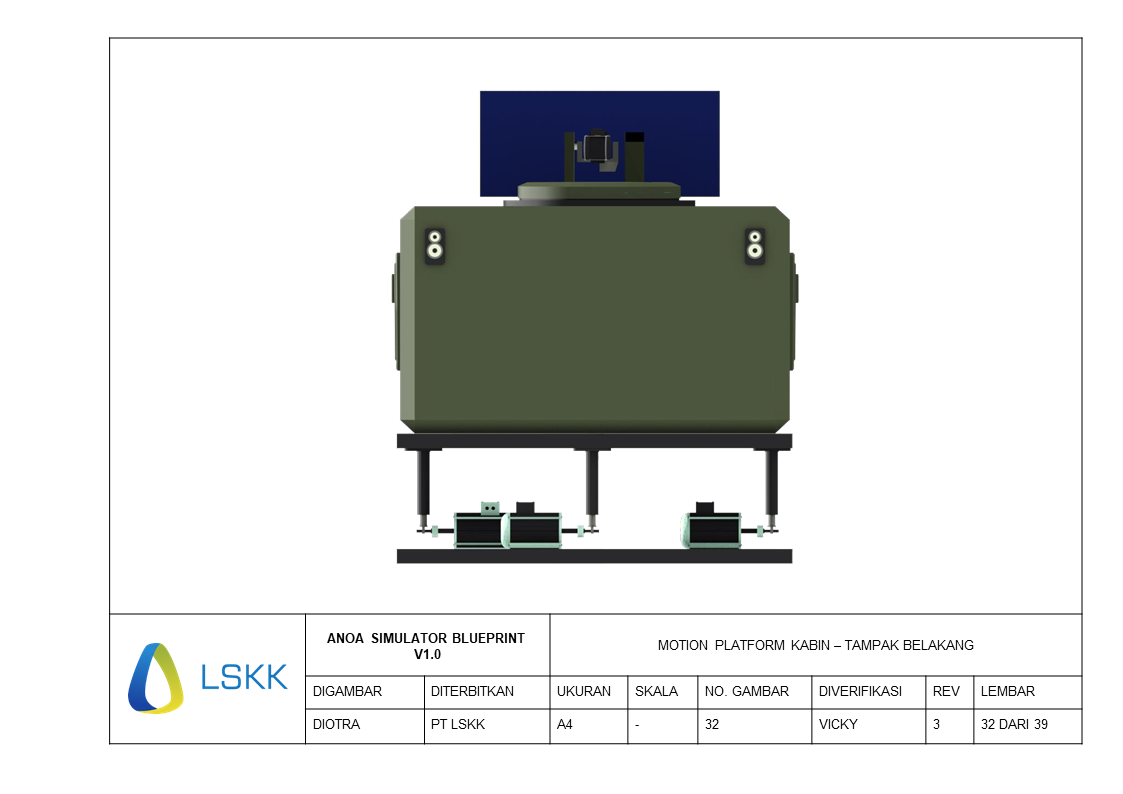 LSKK
ANOA SIMULATOR BLUEPRINT
V1.0
MOTION PLATFORM KABIN – TAMPAK BELAKANG
DIGAMBAR DITERBITKAN UKURAN SKALA NO. GAMBAR DIVERIFIKASI REV LEMBAR
DIOTRA PT LSKK A4 - 32 VICKY 3 32 DARI 39